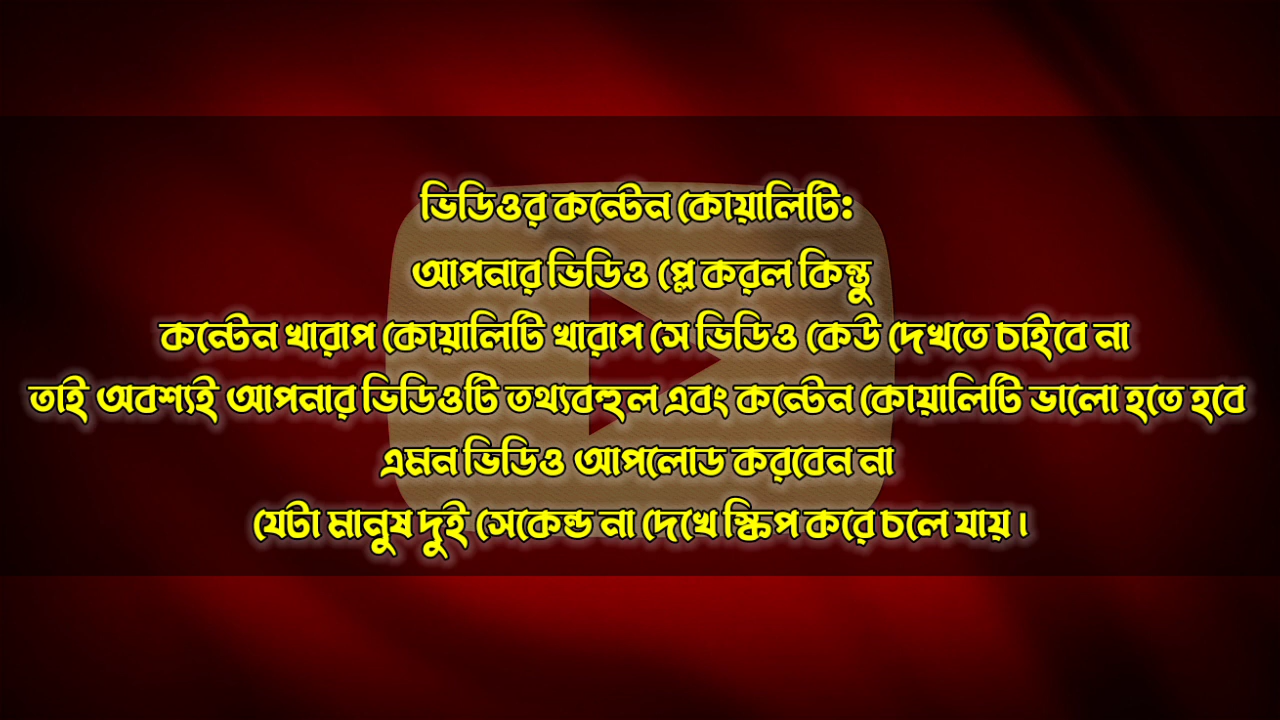 ভিডিওর কন্টেন কোয়ালিটি:
আপনার ভিডিও প্লে করল কিন্তু
কন্টেন খারাপ কোয়ালিটি খারাপ সে ভিডিও কেউ দেখতে চাইবে না
তাই অবশ্যই আপনার ভিডিওটি তথ্যবহুল এবং কন্টেন কোয়ালিটি ভালো হতে হবে
এমন ভিডিও আপলোড করবেন না
যেটা মানুষ দুই সেকেন্ড না দেখে স্কিপ করে চলে যায়।